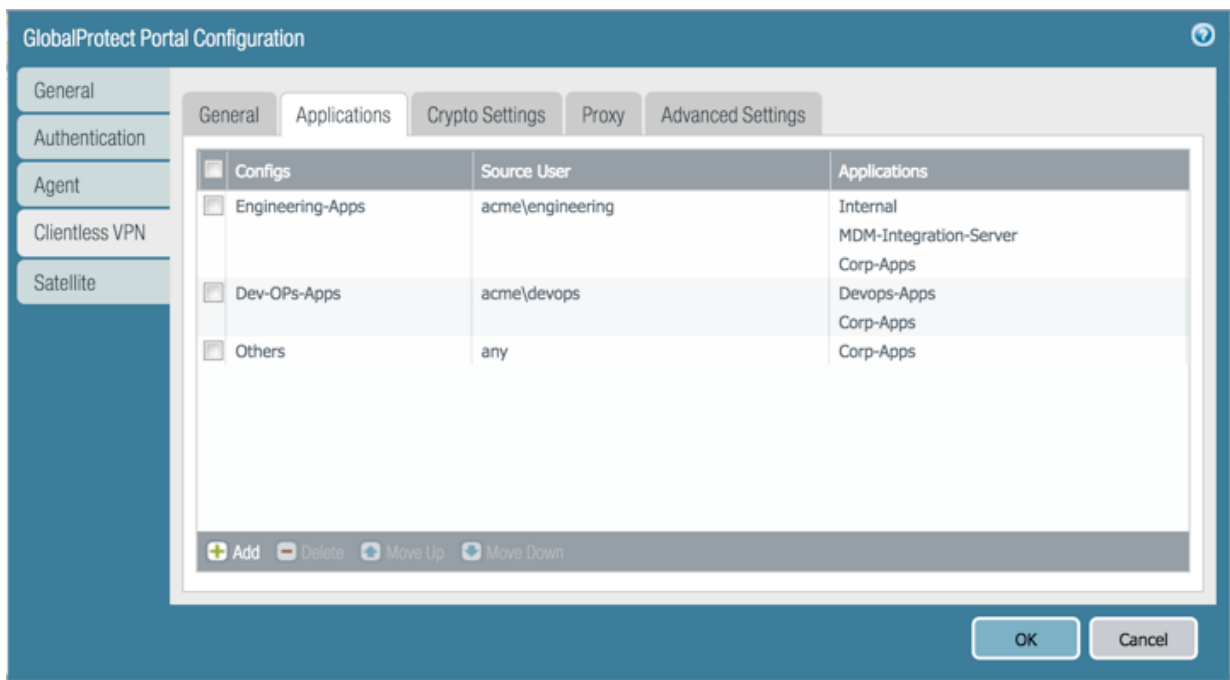 GlobalProtect Portal Configuration
General
Authentication
Agent
Clientless VPN
Satellite
General Applications Crypto Settings Proxy Advanced Settings
Configs Source User Applications
Engineering-Apps acme\engineering Internal
MDM-Integration-Server
Corp-Apps
Dev-OPs-Apps acme\devops Devops-Apps
Corp-Apps
Others any Corp-Apps
Add Delete Move Up Move Down
OK Cancel